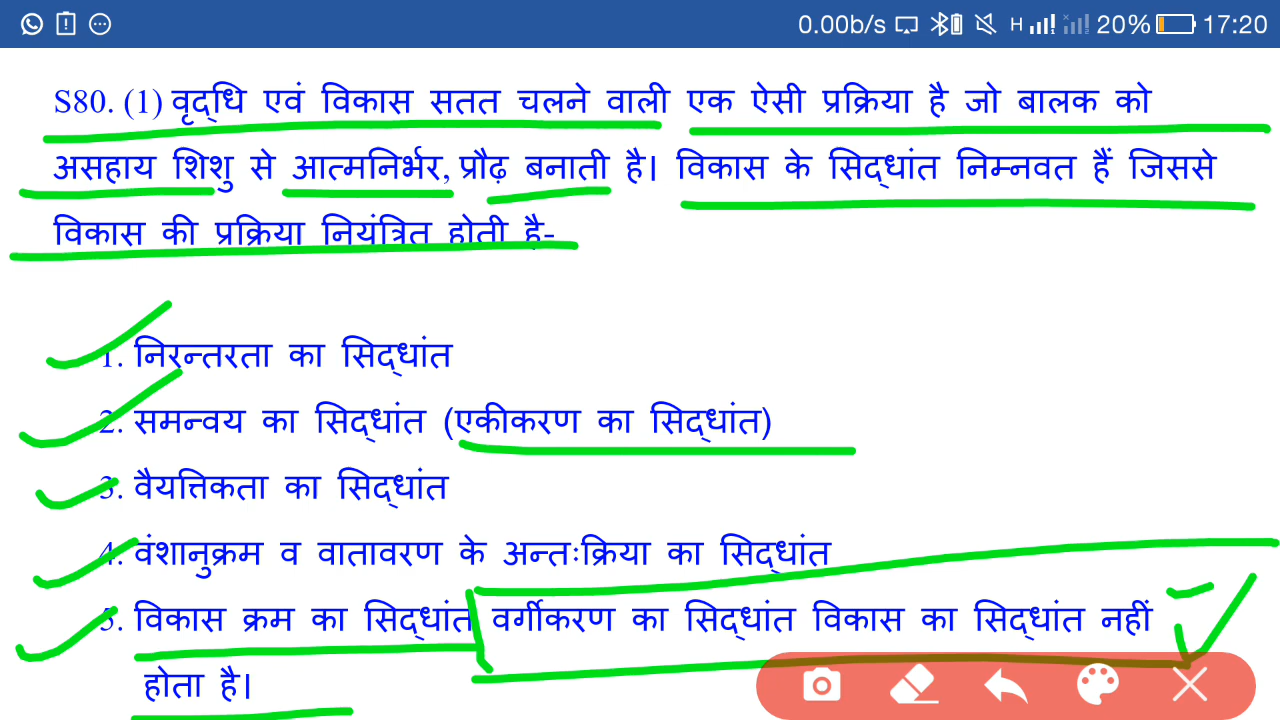 0.00b/s H 20% 17:20
S80. (1) वृद्धि एवं विकास सतत चलने वाली एक ऐसी प्रक्रिया है जो बालक को
असहाय शिशु से आत्मनिर्भर, प्रौढ़ बनाती है। विकास के सिद्धांत निम्नवत हैं जिससे
विकास की प्रक्रिया नियंत्रित होती है-
1. निरन्तरता का सिद्धांत
2. समन्वय का सिद्धांत (एकीकरण का सिद्धांत)
3. वैयत्तिकता का सिद्धांत
4. वंशानुक्रम व वातावरण के अन्तःक्रिया का सिद्धांत
5. विकास क्रम का सिद्धांत वर्गीकरण का सिद्धांत विकास का सिद्धांत नहीं
होता है।